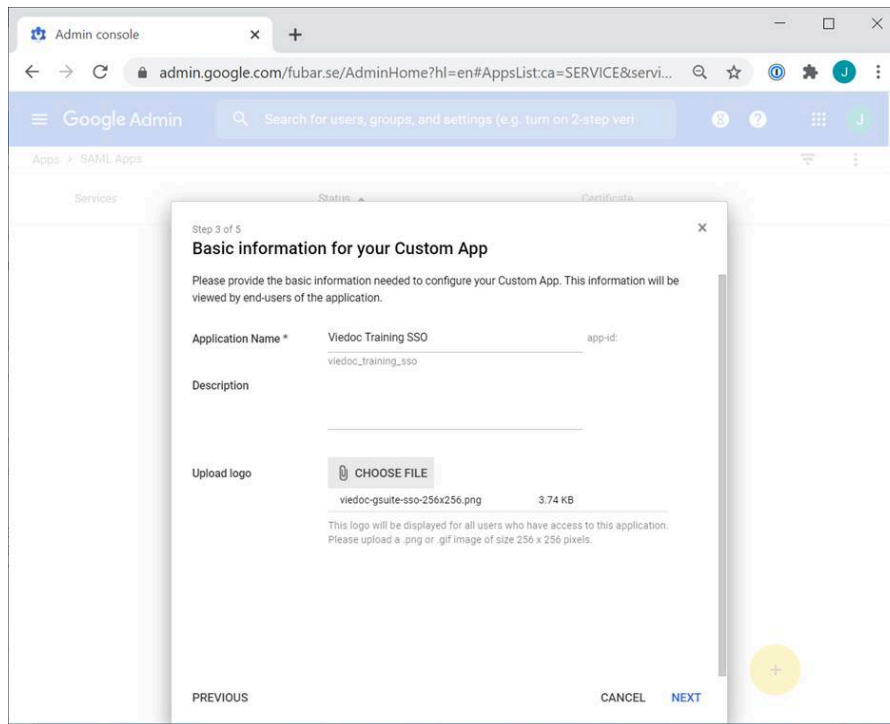 Admin console
admin.google.com/fubar.se/AdminHome?hl=en#AppsList:ca=SERVICE&servi...
J
Google Admin
Search for users, groups, and settings (e.g. turn on 2-step veri
8
?
J
Apps > SAML Apps
Services
Status
Certificate
Step 3 of 5
Basic information for your Custom App
Please provide the basic information needed to configure your Custom App. This information will be
viewed by end-users of the application.
Application Name * Viedoc Training SSO app-id:
viedoc_training_sso
Description
Upload logo
CHOOSE FILE
viedoc-gsuite-sso-256x256.png 3.74 KB
This logo will be displayed for all users who have access to this application.
Please upload a .png or .gif image of size 256 x 256 pixels.
PREVIOUS
CANCEL
NEXT